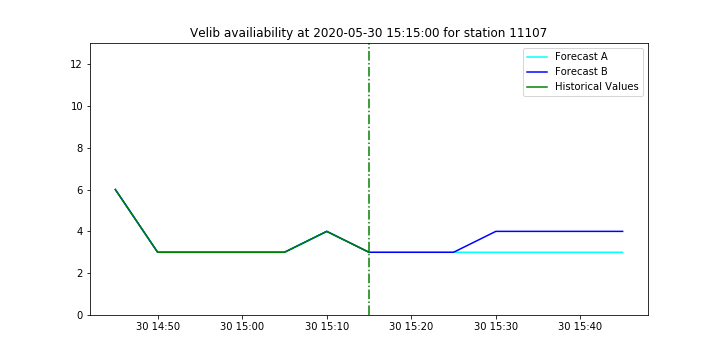 Velib availiability at 2020-05-30 15:15:00 for station 11107
Forecast A
Forecast B
Historical Values
12
10
8
6
4
2
0
30 14:50 30 15:00 30 15:10 30 15:20 30 15:30 30 15:40